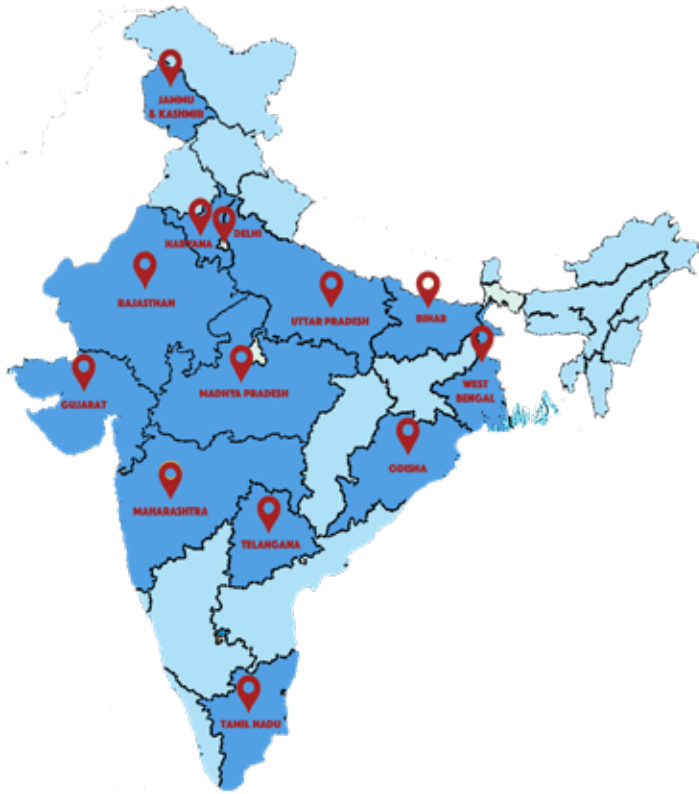 JAMMU
& KASHMIR
HARYANA
DELHI
RAJASTHAN
UTTAR PRADESH
BIHAR
GUJARAT
MADHYA PRADESH
WEST
BENGAL
ODISHA
MAHARASHTRA
TELANGANA
TAMIL NADU